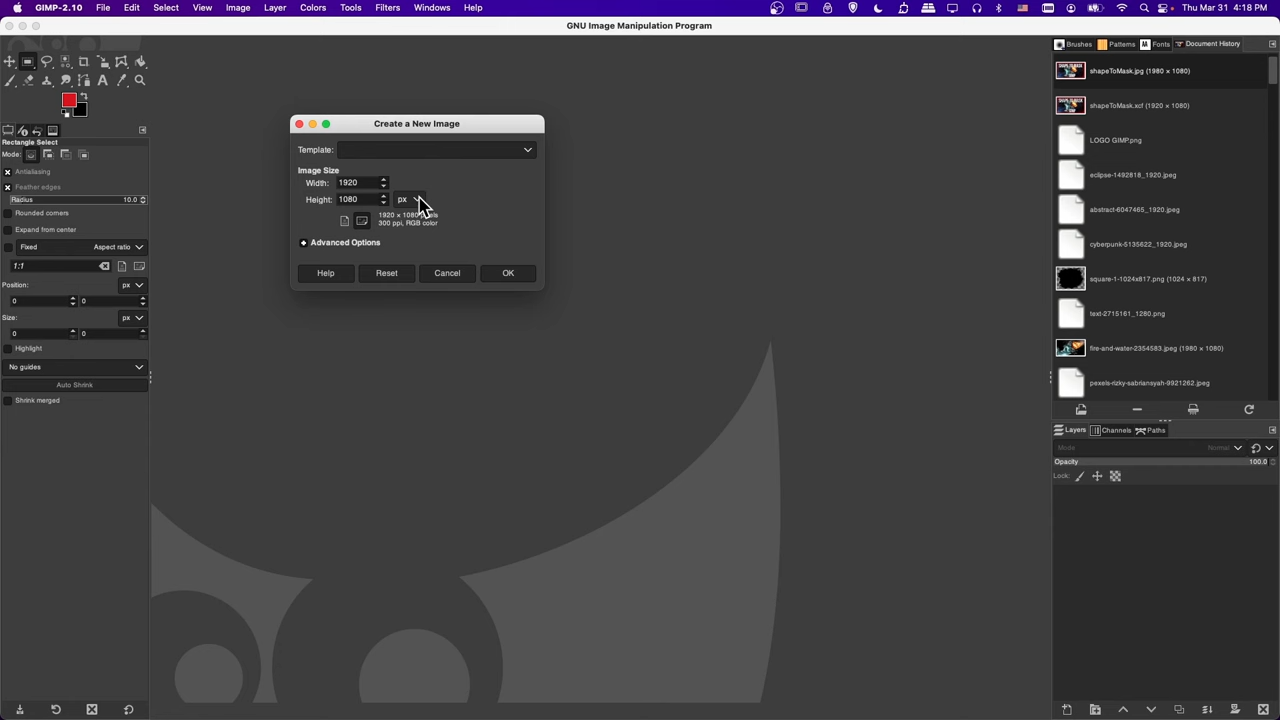 GIMP-2.10 File Edit Select View Image Layer Colors Tools Filters Windows Help Thu Mar 31 4:18 PM
GNU Image Manipulation Program
Brushes Patterns Fonts Document History
shapeToMask.jpg (1980 × 1080)
shapeToMask.xcf (1920 × 1080)
LOGO GIMP.png
eclipse-1492818_1920.jpeg
abstract-6047465_1920.jpeg
cyberpunk-5135622_1920.jpeg
square-1-1024x817.png (1024 × 817)
text-2715161_1280.png
fire-and-water-2354583.jpeg (1980 × 1080)
pexels-rizky-sabriansyah-9921262.jpeg
Rectangle Select
Mode:
Antialiasing
Feather edges
Radius 10.0
Rounded corners
Expand from center
Fixed Aspect ratio
1:1
Position: px
0 0
Size: px
0 0
Highlight
No guides
Auto Shrink
Shrink merged
Create a New Image
Template:
Image Size
Width: 1920
Height: 1080 px
300 ppi, RGB color
Advanced Options
Help Reset Cancel OK
Layers Channels Paths
Mode Normal
Opacity 100.0
Lock: